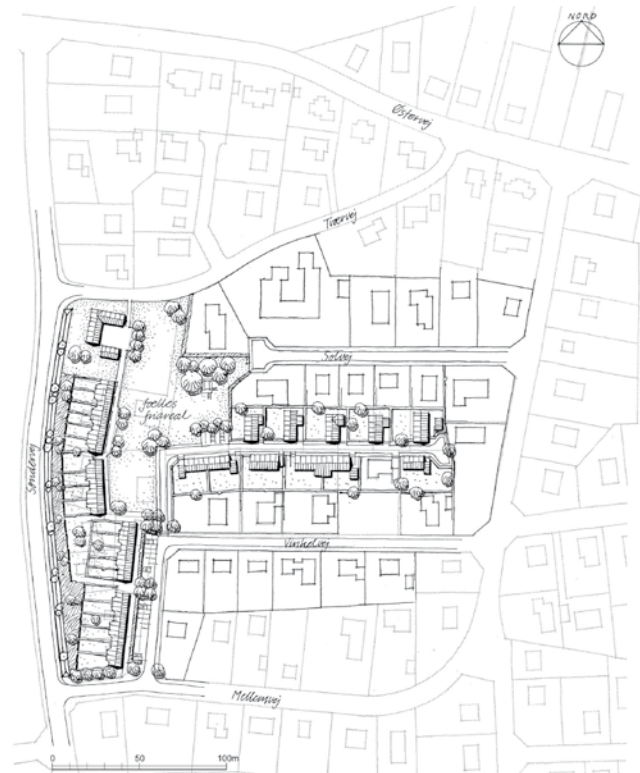 NORD
Østervej
Tværvej
Solvej
fælles
friareal
Søndervej
Vinkelvej
Mellemvej
0 50 100m